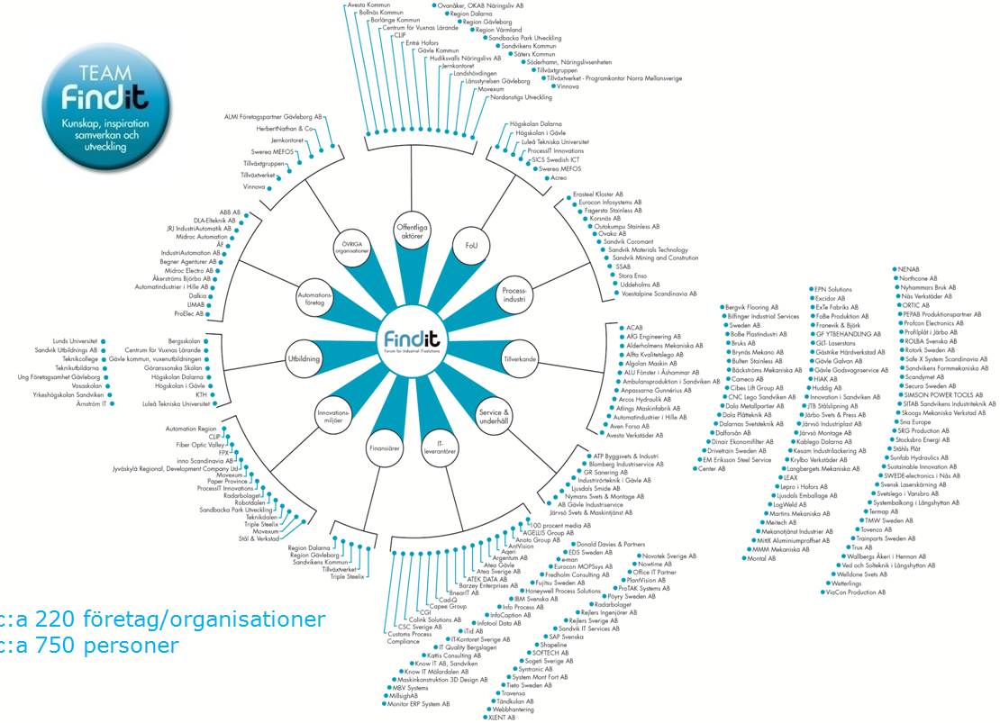 TEAM
Findit
Kunskap, inspiration
samverkan och
utveckling
Avesta Kommun
Bollnäs Kommun
Borlänge Kommun
Centrum för Vuxnas Lärande
CLIP
Entré Hofors
Gävle Kommun
Hudiksvalls Näringslivs AB
Jernkontoret
Landshövdingen
Länsstyrelsen Gävleborg
Movexum
Nordanstigs Utveckling
Ovanåker, OKAB Näringsliv AB
Region Dalarna
Region Gävleborg
Region Värmland
Sandbacka Park Utveckling
Sandvikens Kommun
Säters Kommun
Söderhamn, Näringslivsenheten
Tillväxtgruppen
Tillväxtverket - Programkontor Norra Mellansverige
Vinnova
ALMI Företagspartner Gävleborg AB
HerbertNathan & Co
Jernkontoret
Swerea MEFOS
Tillväxtgruppen
Tillväxtverket
Vinnova
Högskolan Dalarna
Högskolan i Gävle
Luleå Tekniska Universitet
ProcessIT Innovations
SICS Swedish ICT
Swerea MEFOS
Acreo
Erasteel Kloster AB
Eurocon Infosystems AB
Fagersta Stainless AB
Korsnäs AB
Outokumpu Stainless AB
Ovako AB
Sandvik Coromant
Sandvik Materials Technology
Sandvik Mining and Constrution
SSAB
Stora Enso
Uddeholms AB
Voestalpine Scandinavia AB
ABB AB
DLA-Elteknik AB
JRJ IndustriAutomatik AB
Midroc Automation
ÅF
IndustriAutomation AB
Begner Agenturer AB
Midroc Electro AB
Åkerströms Björbo AB
Automatindustrier i Hille AB
Dalkia
LIMAB
ProElec AB
Offentliga
aktörer
FoU
Process-
industri
Tillverkande
Service &
underhåll
IT-
leverantörer
Finansiärer
Innovations-
miljöer
Utbildning
Automations-
företag
ÖVRIGA
organisationer
Findit
Forum for Industrial IT-solutions
Lunds Universitet
Sandvik Utbildnings AB
Teknikcollege
Teknikutbildarna
Ung Företagsamhet Gävleborg
Vasaskolan
Yrkeshögskolan Sandviken
Årnström IT
Bergsskolan
Centrum för Vuxnas Lärande
Gävle kommun, vuxenutbildningen
Göranssonska Skolan
Högskolan Dalarna
Högskolan i Gävle
KTH
Luleå Tekniska Universitet
Automation Region
CLIP
Fiber Optic Valley
FPX
inno Scandinavia AB
Jyväskylä Regional, Development Company Ltd
Movexum
Paper Province
ProcessIT Innovations
Radarbolaget
Robotdalen
Sandbacka Park Utveckling
Teknikdalen
Triple Steelix
Movexum
Stål & Verkstad
Region Dalarna
Region Gävleborg
Sandvikens Kommun
Tillväxtverket
Triple Steelix
100 procent media AB
AGELLIS Group AB
Anoto Group AB
AntVision
Aqeri
Argentum AB
Atea Gävle
Atea Sverige AB
ATEK DATA AB
Barzey Enterprises AB
BnearIT AB
Cad-Q
Capee Group
CGI
Colink Solutions AB
CSC Sverige AB
Customs Process
Compliance
Donald Davies & Partners
EDS Sweden AB
e-man
Eurocon MOPSsys AB
Fredholm Consulting AB
Fujitsu Sweden AB
Honeywell Process Solutions
IBM Svenska AB
Info Process AB
InfoCaption AB
Infotool Data AB
iTid AB
IT-Kontoret Sverige AB
IT Quality Bergslagen
Kattis Consulting AB
Know IT AB, Sandviken
Know IT Mälardalen AB
Maskinkonstruktion 3D Design AB
MBV Systems
MillsighAB
Monitor ERP System AB
Novatek Sverige AB
Nowtime AB
Office IT Partner
PlantVision AB
ProTAK Systems AB
Pöyry Sweden AB
Radarbolaget
Rejlers Ingenjörer AB
Rejlers Sverige AB
Sandvik IT Services AB
SAP Svenska
Shapeline
SOFTECH AB
Sogeti Sverige AB
Syntronic AB
System Mont Fort AB
Tieto Sweden AB
Travensa
Tändkulan AB
Webbhantering
XLENT AB
ACAB
AfG Engineering AB
Alderholmens Mekaniska AB
Alfta Kvalitetslego AB
Algolan Maskin AB
ALU Fönster i Åshammar AB
Ambulansproduktion i Sandviken AB
Anpassarna Gunnérius AB
Arcos Hydraulik AB
Atlings Maskinfabrik AB
Automatindustrier i Hille AB
Aven Forsa AB
Avesta Verkstäder AB
ATP Byggsvets & Industri
Blomberg Industriservice AB
GR Sanering AB
Industrirörteknik i Gävle AB
Ljusdals Smide AB
Nymans Svets & Montage AB
AB Gävle Industriservice
Järvsö Svets & Maskintjänst AB
Bergvik Flooring AB
Bilfinger Industrial Services
Sweden AB
BoBe Plastindustri AB
Bruks AB
Brynäs Mekano AB
Bulten Stainless AB
Bäckströms Mekaniska AB
Cameco AB
Cibes Lift Group AB
CNC Lego Sandviken AB
Dala Metallpartier AB
Dala Plåtteknik AB
Dalarnas Svetsteknik AB
Dalforsån AB
Dinair Ekonomifilter AB
Drivetrain Sweden AB
EM Eriksson Steel Service
Center AB
EPN Solutions
Excidor AB
ExTe Fabriks AB
FoBe Produktion AB
Franevik & Björk
GF YTBEHANDLING AB
GLT- Loserstans
Gästrike Härdverkstad AB
Gävle Galvan AB
Gävle Godsvagnservice AB
HIAK AB
Huddig AB
Innovation i Sandviken AB
JTB Stålslipning AB
Järbo Svets & Press AB
Järvsö Industriplast AB
Järvsö Montage AB
Kablego Dalarna AB
Kesam Industrilackering AB
Krylbo Verkstäder AB
Langbergets Mekaniska AB
LEAX
Lepro i Hofors AB
Ljusdals Emballage AB
LogWeld AB
Martins Mekaniska AB
Meitech AB
Mekanotjänst Industrier AB
MittX Aluminiumproffset AB
MMM Mekaniska AB
Montal AB
NENAB
Northcone AB
Nyhammars Bruk AB
Nås Verkstäder AB
ORTIC AB
PEPAB Produktionspartner AB
Profcon Electronics AB
Profilplåt i Järbo AB
ROLBA Svenska AB
Rotork Sweden AB
Safe X System Scandinavia AB
Sandvikens Formmekaniska AB
Scandymet AB
Secura Sweden AB
SIMSON POWER TOOLS AB
SITAB Sandvikens Industriteknik AB
Skoogs Mekaniska Verkstad AB
Sna Europe
SRG Production AB
Stocksbro Energi AB
Ståhls Plåt
Sunfab Hydraulics AB
Sustainable Innovation AB
SWEDE-electronics i Nås AB
Svensk Laserskärning AB
Svetslego i Vansbro AB
Systembalkong i Långshyttan AB
Termap AB
TMW Sweden AB
Tovenco AB
Tranparts Sweden AB
Trux AB
Wallbergs Åkeri i Hennan AB
Ved och Solteknik i Långshyttan AB
Welldone Svets AB
Wetterlings
ViaCon Production AB
c:a 220 företag/organisationer
c:a 750 personer